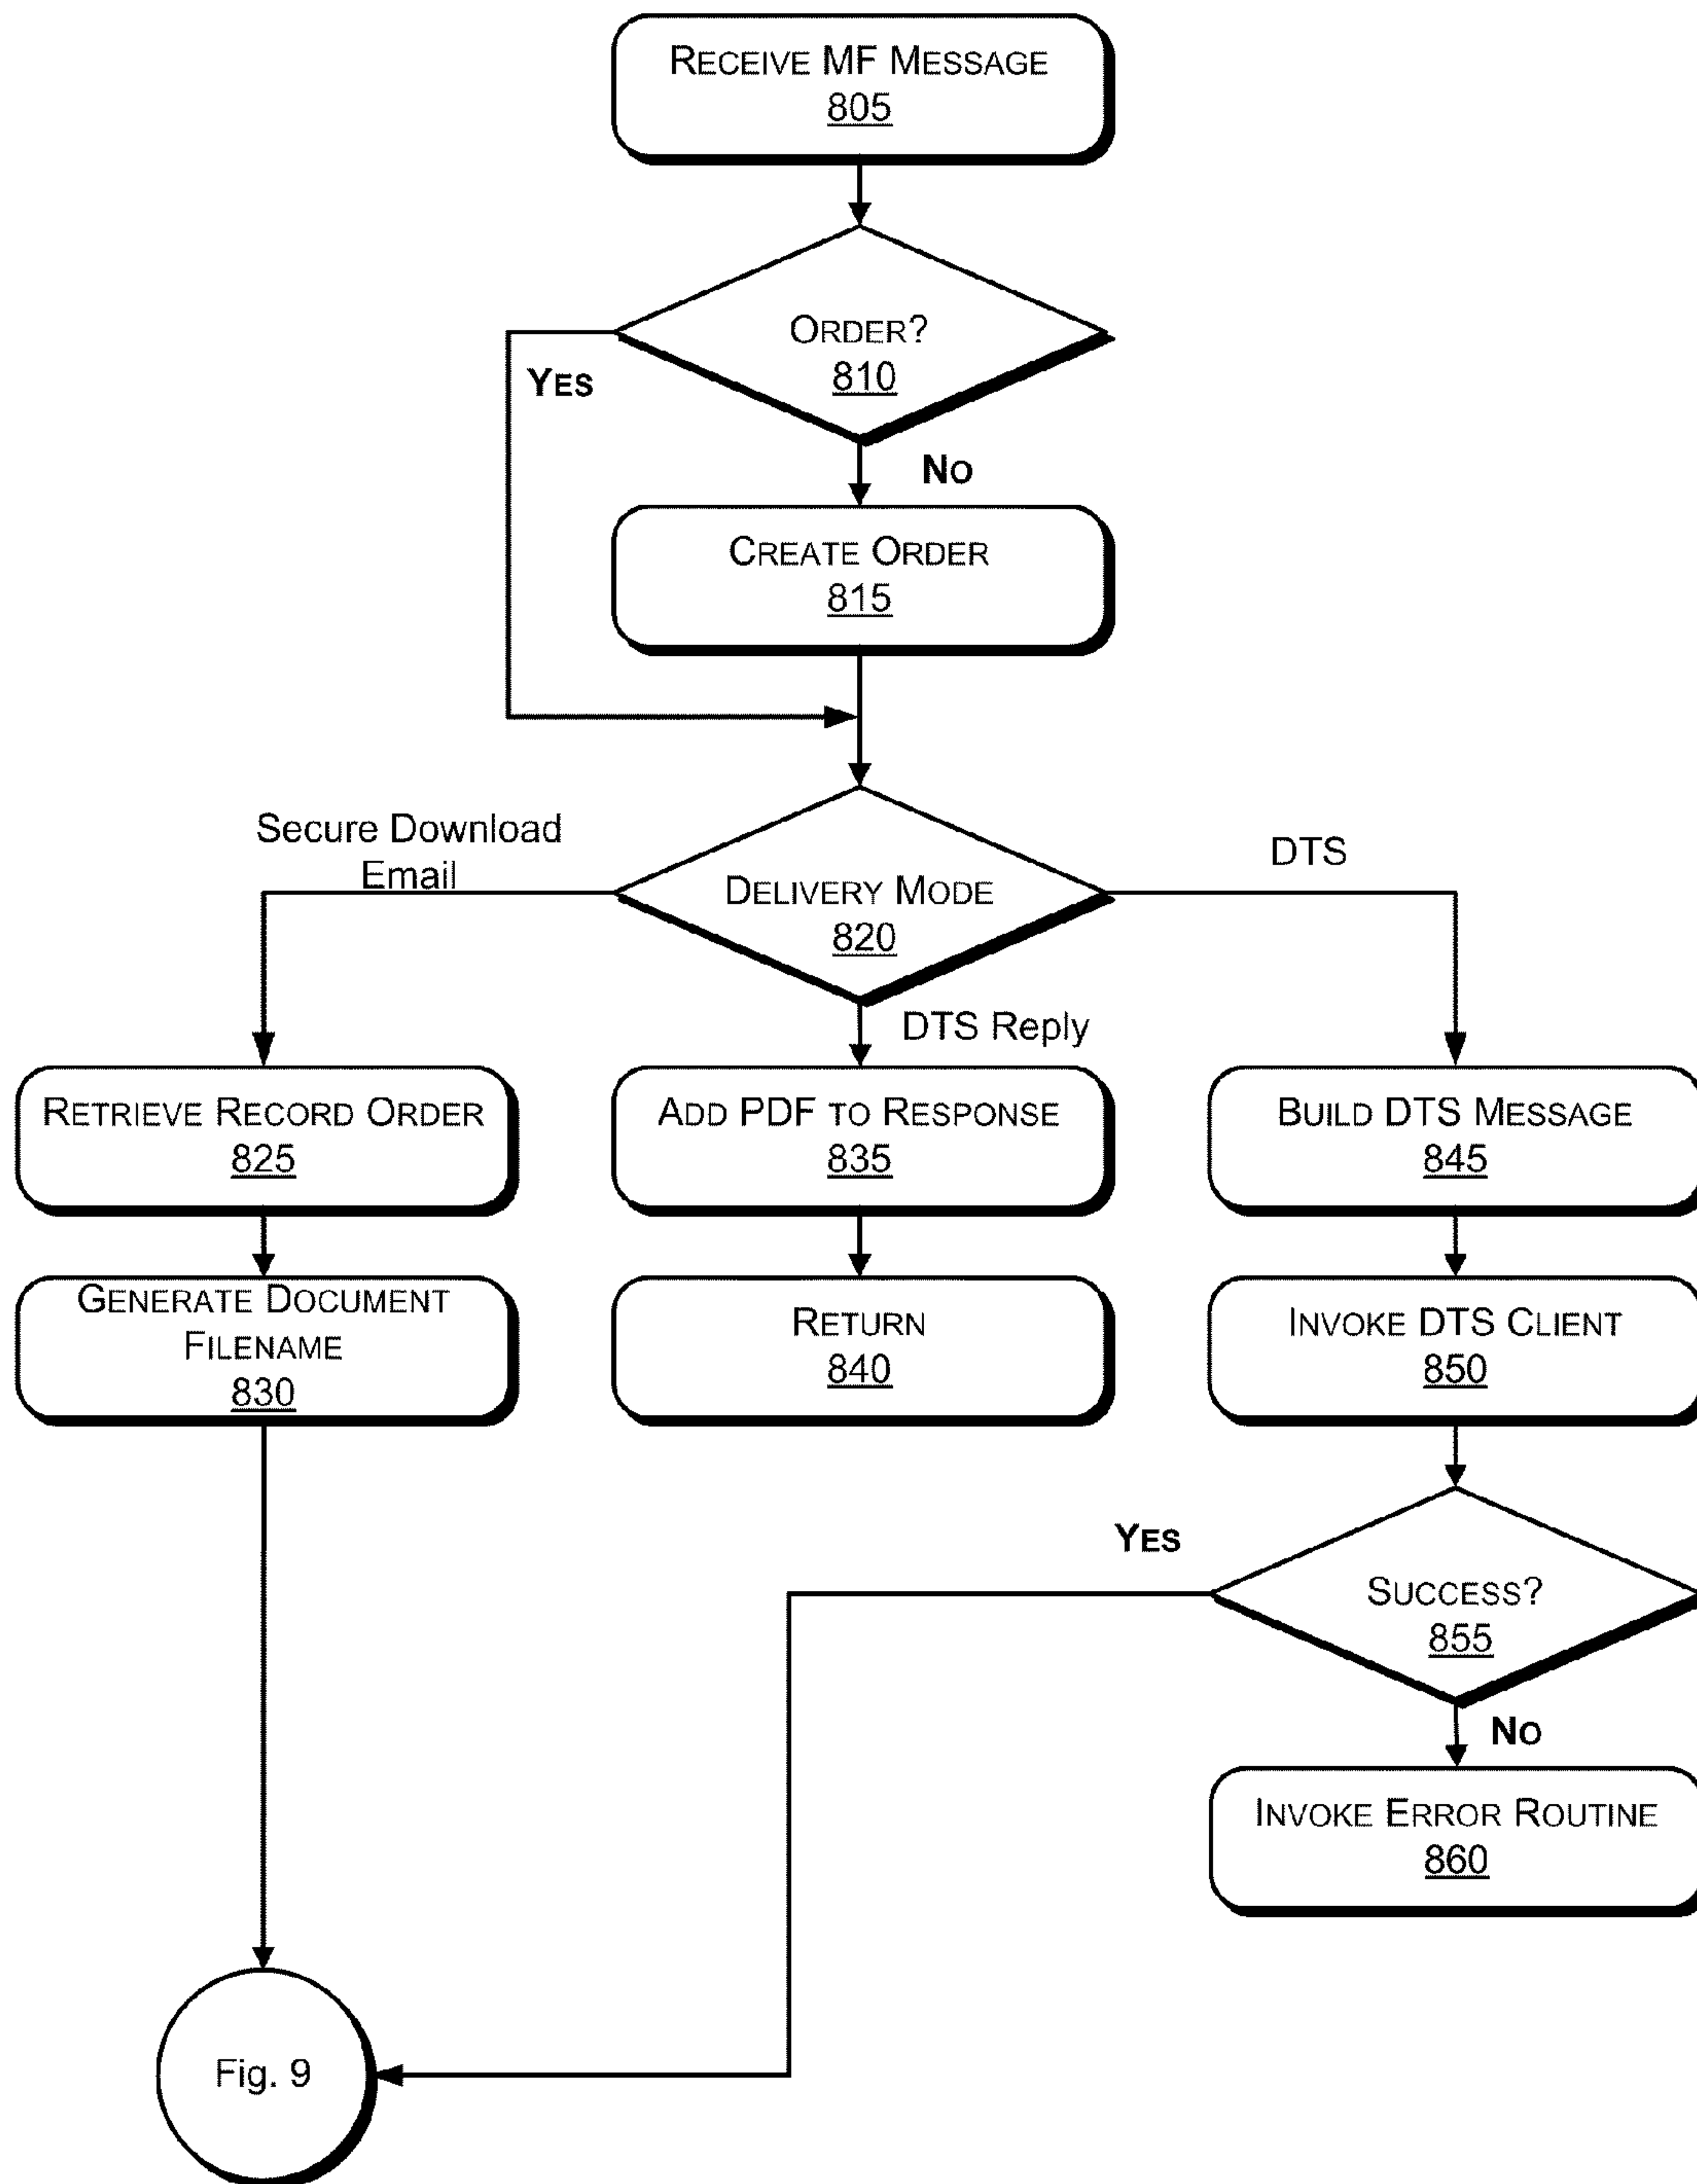 RECEIVE MF MESSAGE
805
ORDER?
810
YES
NO
CREATE ORDER
815
Secure Download
Email
DELIVERY MODE
820
DTS
DTS Reply
RETRIEVE RECORD ORDER
825
ADD PDF TO RESPONSE
835
BUILD DTS MESSAGE
845
GENERATE DOCUMENT
FILENAME
830
RETURN
840
INVOKE DTS CLIENT
850
YES
SUCCESS?
855
NO
INVOKE ERROR ROUTINE
860
Fig. 9